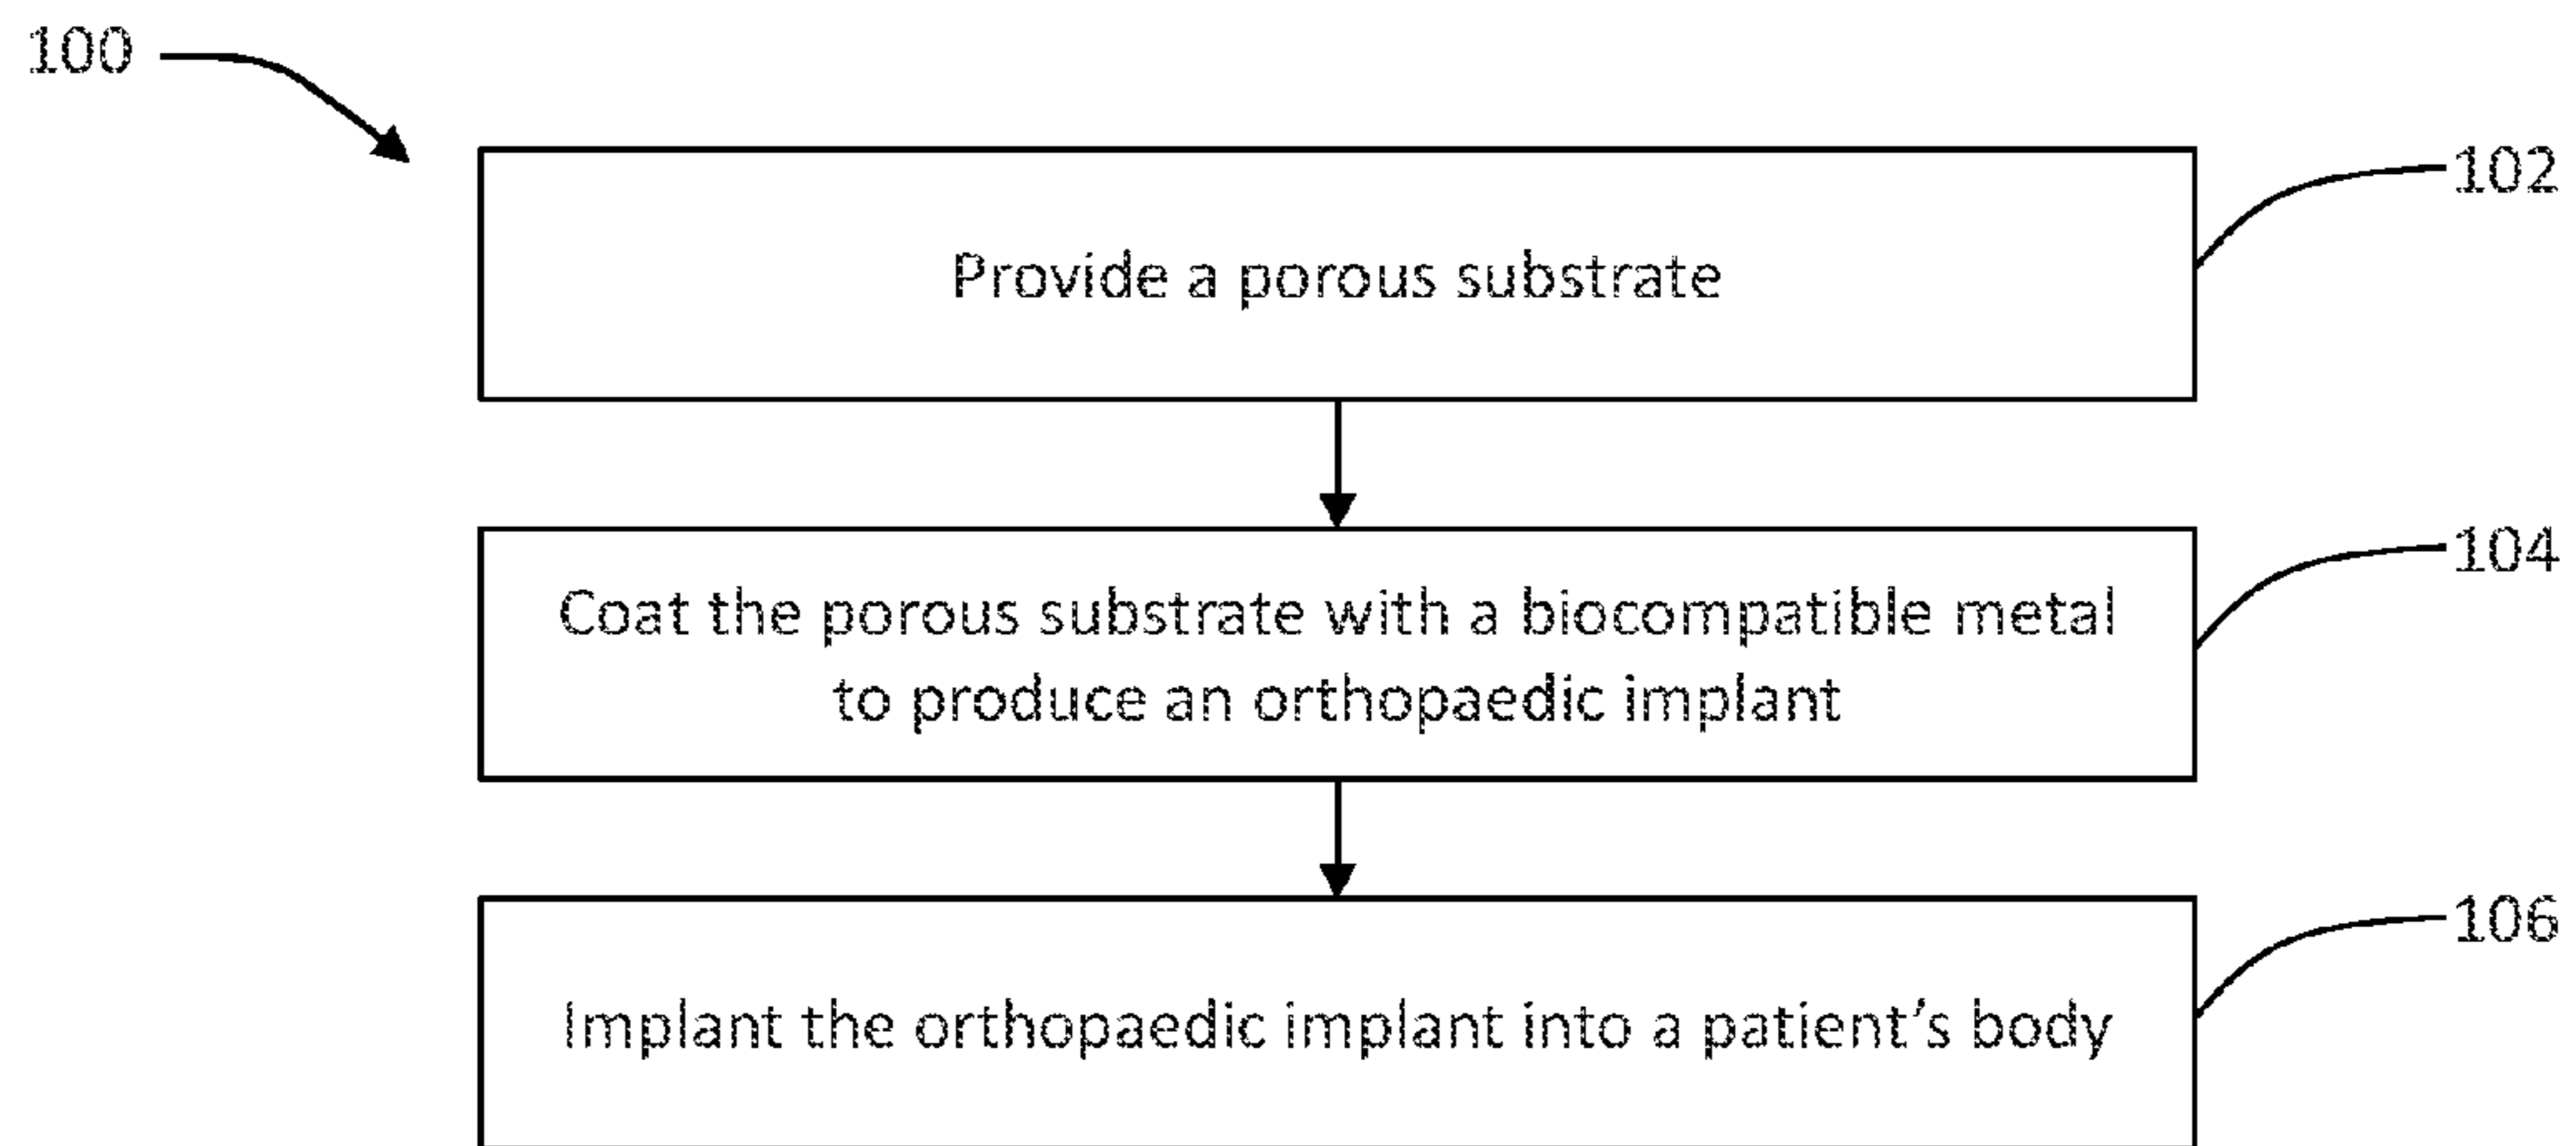 100
102
Provide a porous substrate
104
Coat the porous substrate with a biocompatible metal
to produce an orthopaedic implant
106
Implant the orthopaedic implant into a patient's body